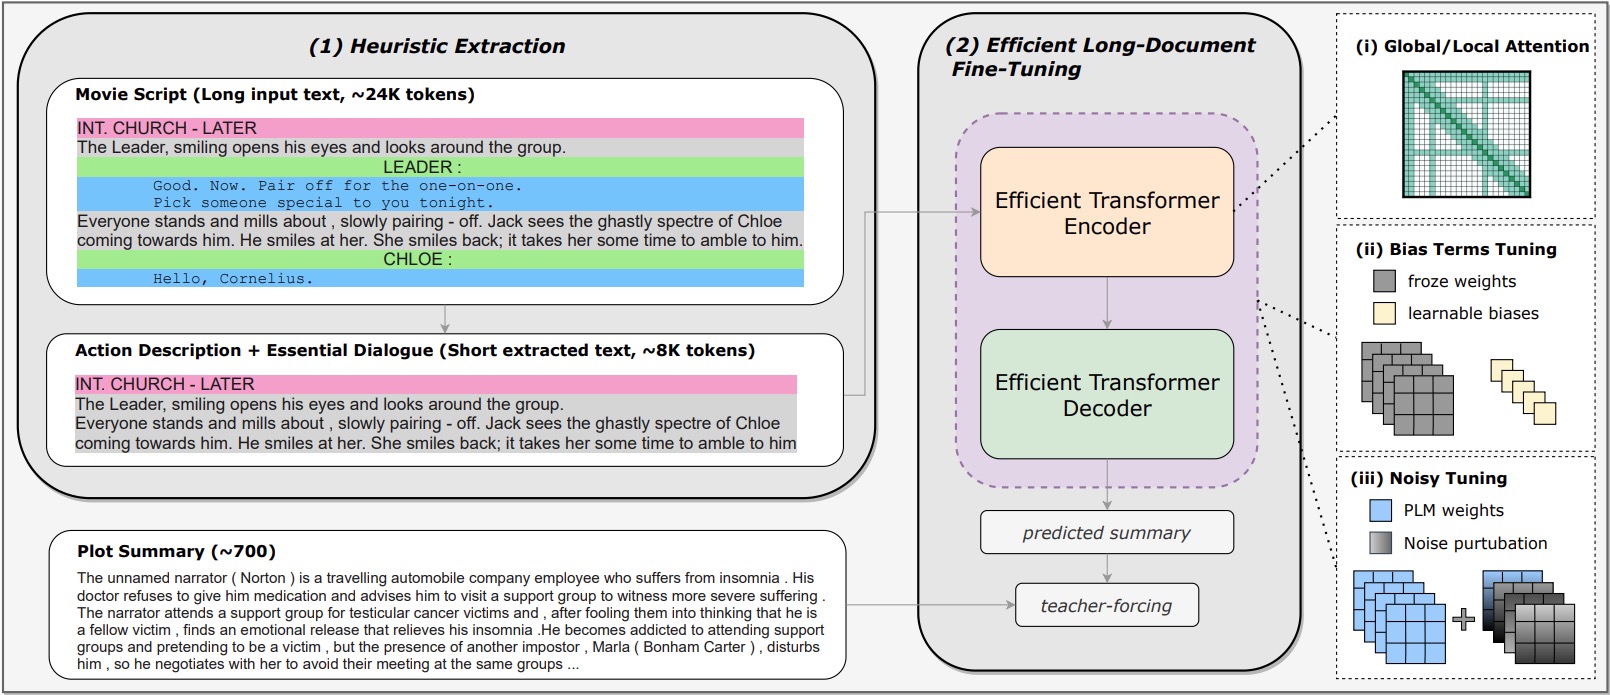 (1) Heuristic Extraction
Movie Script (Long input text, ~24K tokens)
INT. CHURCH - LATER
The Leader, smiling opens his eyes and looks around the group.
LEADER :
Good. Now. Pair off for the one-on-one.
Pick someone special to you tonight.
Everyone stands and mills about , slowly pairing - off. Jack sees the ghastly spectre of Chloe
coming towards him. He smiles at her. She smiles back; it takes her some time to amble to him.
CHLOE :
Hello, Cornelius.
Action Description + Essential Dialogue (Short extracted text, ~8K tokens)
INT. CHURCH - LATER
The Leader, smiling opens his eyes and looks around the group.
Everyone stands and mills about , slowly pairing - off. Jack sees the ghastly spectre of Chloe
coming towards him. He smiles at her. She smiles back; it takes her some time to amble to him
Plot Summary (~700)
The unnamed narrator ( Norton ) is a travelling automobile company employee who suffers from insomnia . His
doctor refuses to give him medication and advises him to visit a support group to witness more severe suffering .
The narrator attends a support group for testicular cancer victims and , after fooling them into thinking that he is
a fellow victim , finds an emotional release that relieves his insomnia .He becomes addicted to attending support
groups and pretending to be a victim , but the presence of another impostor , Marla ( Bonham Carter ) , disturbs
him , so he negotiates with her to avoid their meeting at the same groups ...
(2) Efficient Long-Document
Fine-Tuning
Efficient Transformer
Encoder
Efficient Transformer
Decoder
predicted summary
teacher-forcing
(i) Global/Local Attention
(ii) Bias Terms Tuning
froze weights
learnable biases
(iii) Noisy Tuning
PLM weights
Noise purtubation